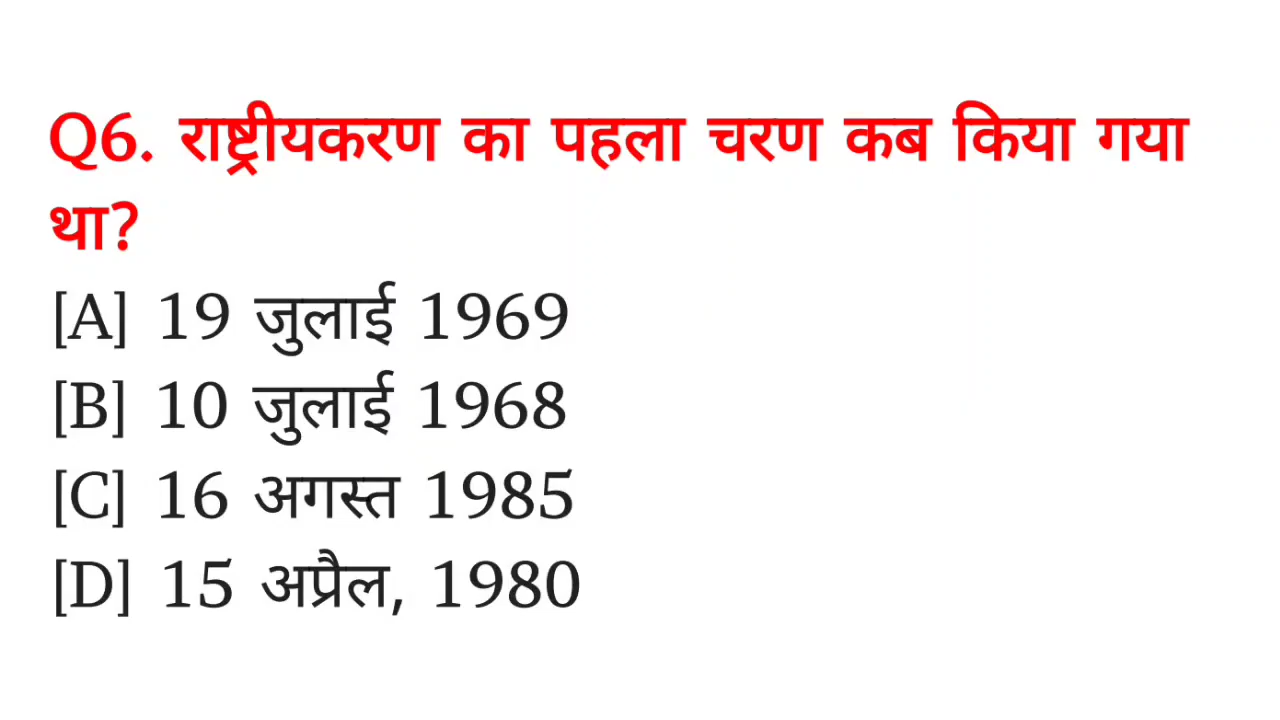 Q6. राष्ट्रीयकरण का पहला चरण कब किया गया
था?
[A] 19 जुलाई 1969
[B] 10 जुलाई 1968
[C] 16 अगस्त 1985
[D] 15 अप्रैल, 1980